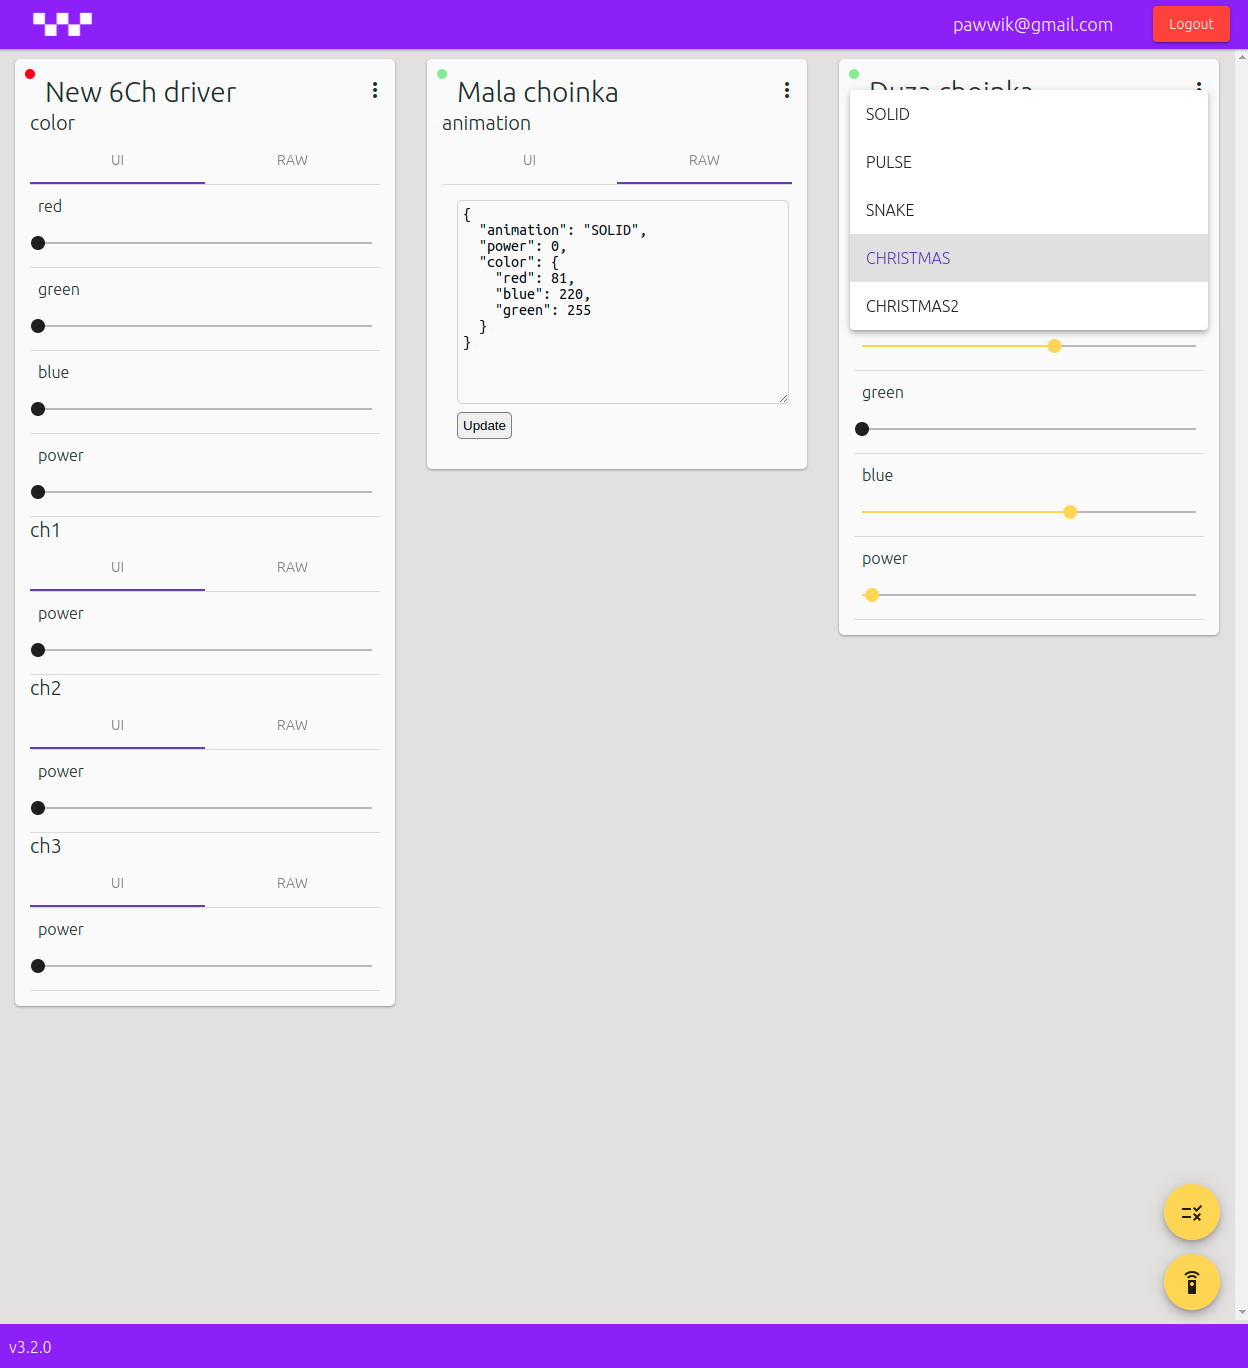 pawwik@gmail.com
Logout
New 6Ch driver
color
UI RAW
red
green
blue
power
ch1
UI RAW
power
ch2
UI RAW
power
ch3
UI RAW
power
Mala choinka
animation
UI RAW
{
"animation": "SOLID",
"power": 0,
"color": {
"red": 81,
"blue": 220,
"green": 255
}
}
Update
Duza choinka
SOLID
PULSE
SNAKE
CHRISTMAS
CHRISTMAS2
green
blue
power
v3.2.0